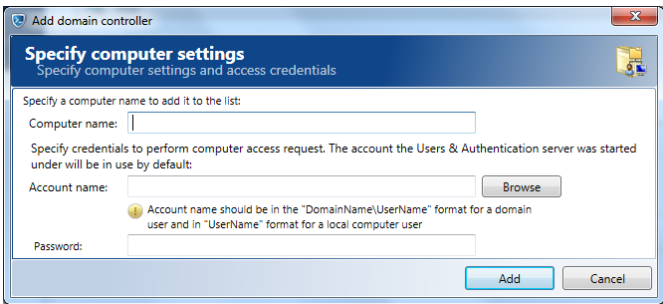 Add domain controller
Specify computer settings
Specify computer settings and access credentials
Specify a computer name to add it to the list:
Computer name:
Specify credentials to perform computer access request. The account the Users & Authentication server was started
under will be in use by default:
Account name:
Browse
Account name should be in the "DomainName\UserName" format for a domain
user and in "UserName" format for a local computer user
Password:
Add
Cancel